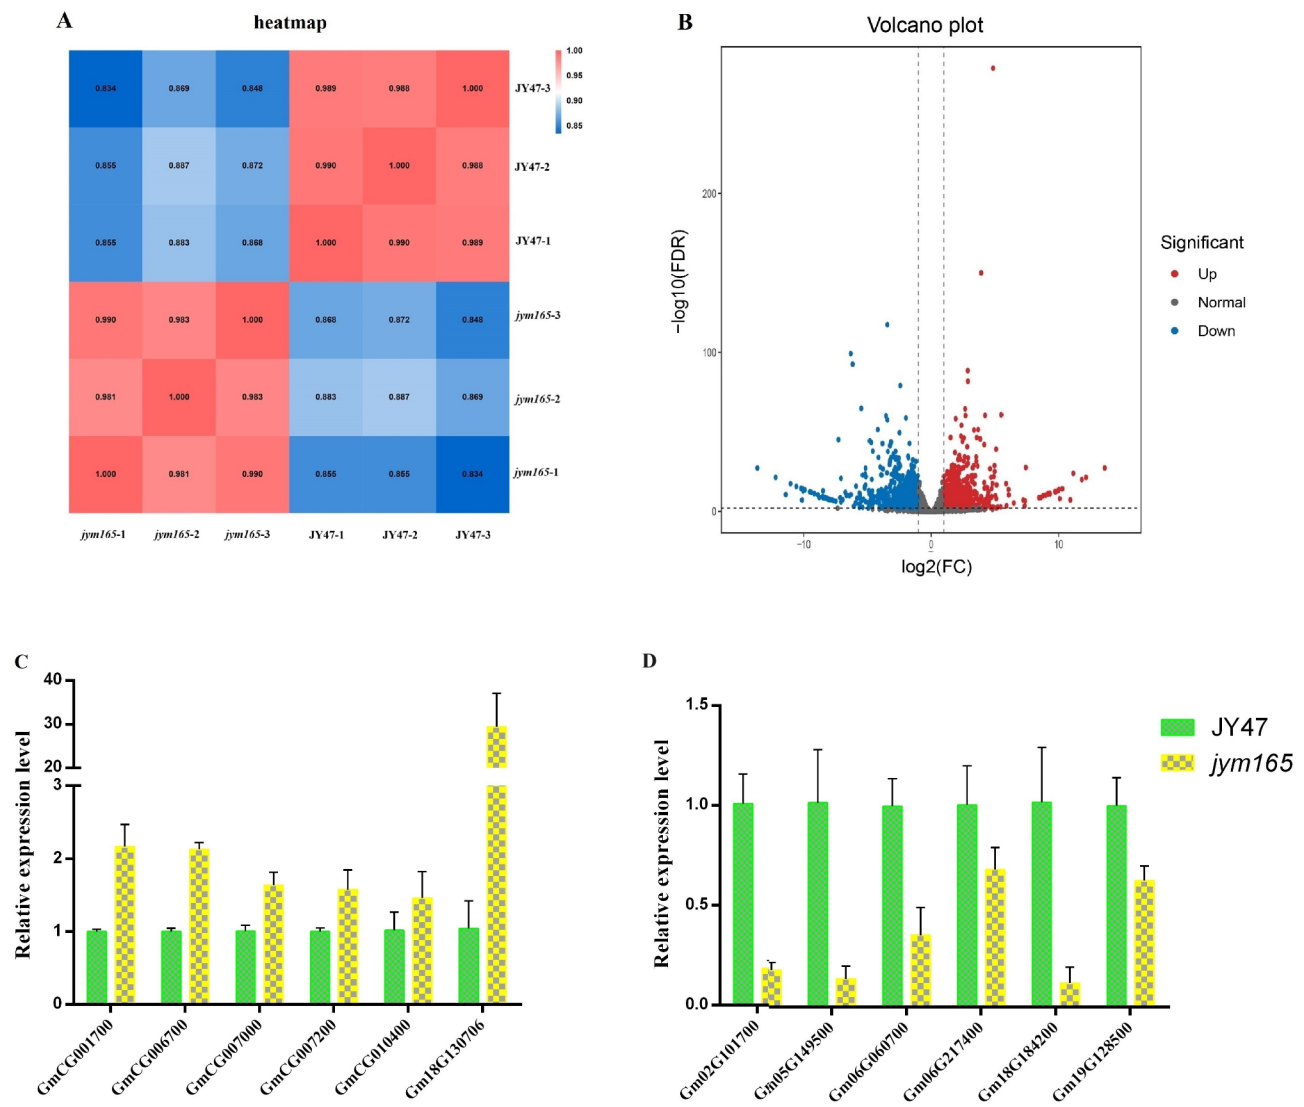 A
heatmap
0.834 0.869 0.848 0.989 0.988 1.000 JY47-3
0.855 0.887 0.872 0.990 1.000 0.988 JY47-2
0.855 0.883 0.868 1.000 0.990 0.989 JY47-1
0.990 0.983 1.000 0.868 0.872 0.848 jym165-3
0.981 1.000 0.983 0.883 0.887 0.869 jym165-2
1.000 0.981 0.990 0.855 0.855 0.834 jym165-1
jym165-1 jym165-2 jym165-3 JY47-1 JY47-2 JY47-3
1.00
0.95
0.90
0.85
B
Volcano plot
−log10(FDR)
200
100
0
−10 0 10
log2(FC)
Significant
Up
Normal
Down
C
Relative expression level
40
30
20
3
2
1
0
GmCG001700
GmCG006700
GmCG007000
GmCG007200
GmCG010400
Gm18G130706
D
Relative expression level
1.5
1.0
0.5
0.0
Gm02G101700
Gm05G149500
Gm06G060700
Gm06G217400
Gm18G184200
Gm19G128500
JY47
jym165